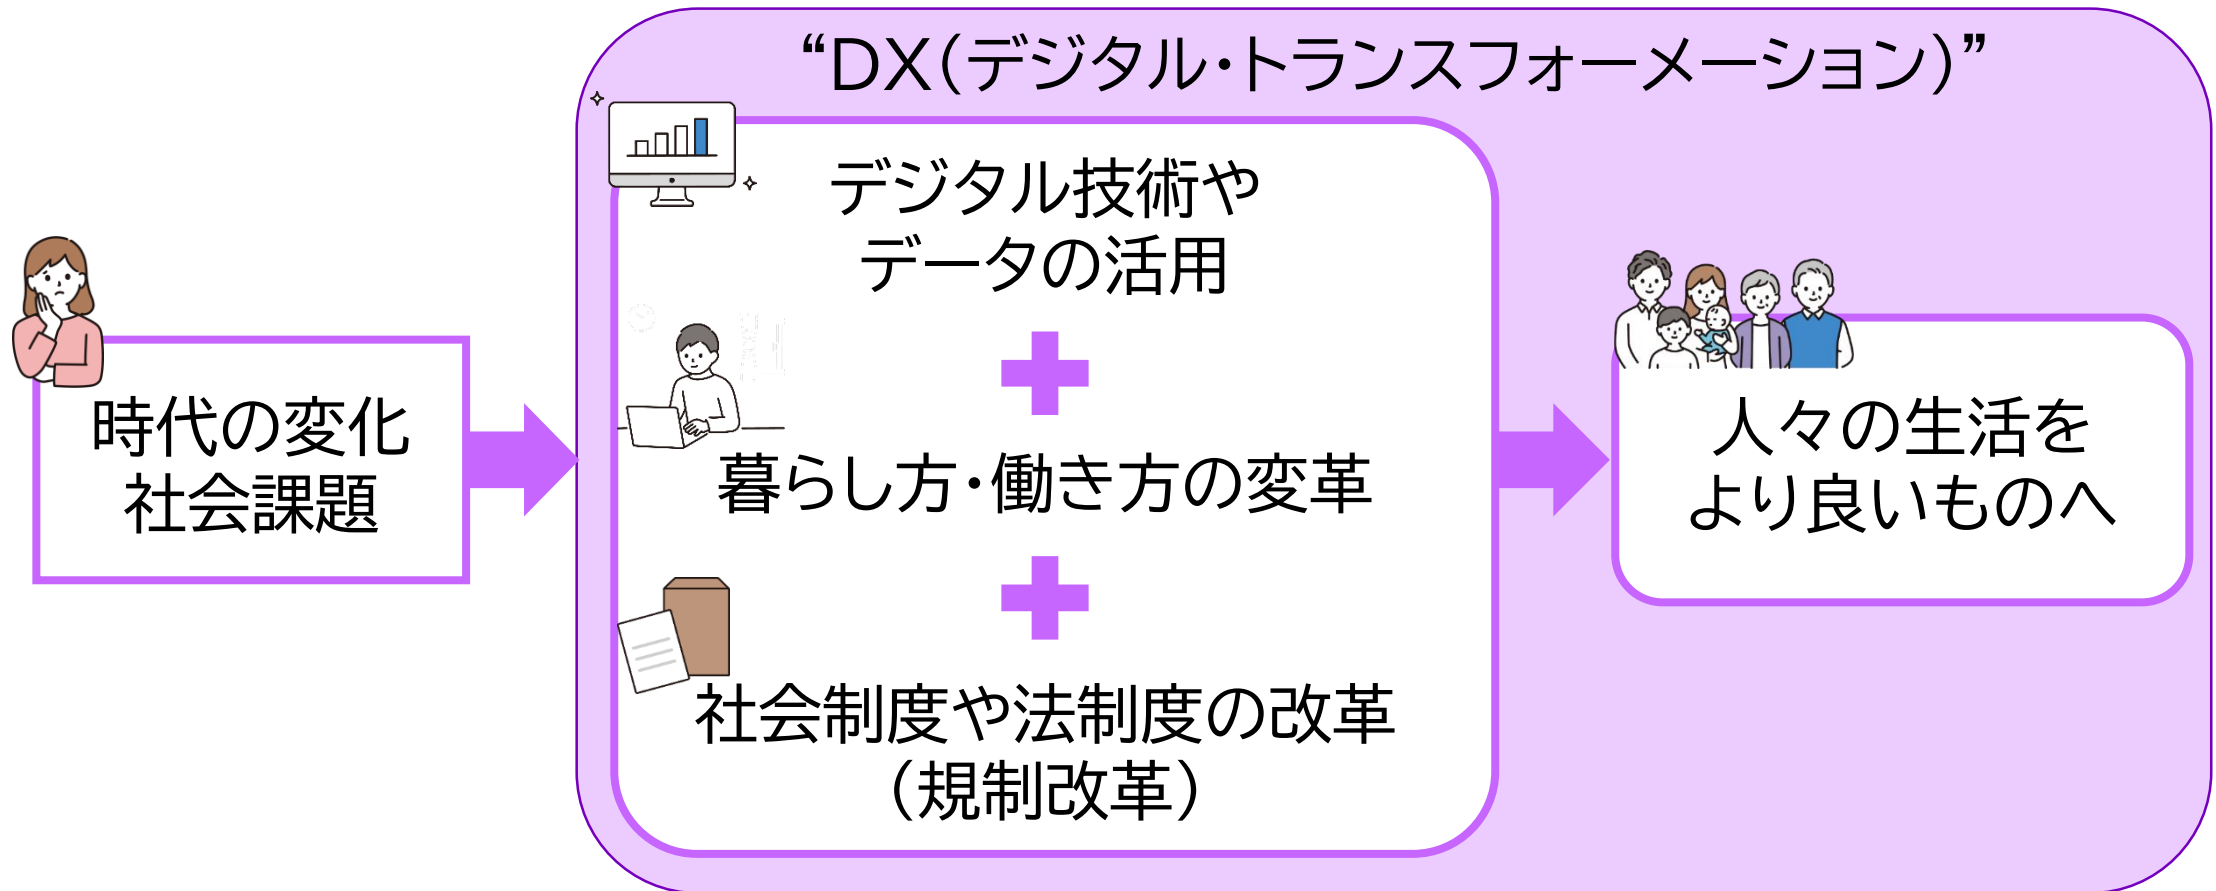 “DX(デジタル・トランスフォーメーション)”
時代の変化
社会課題
デジタル技術や
データの活用
暮らし方・働き方の変革
社会制度や法制度の改革
(規制改革)
人々の生活を
より良いものへ